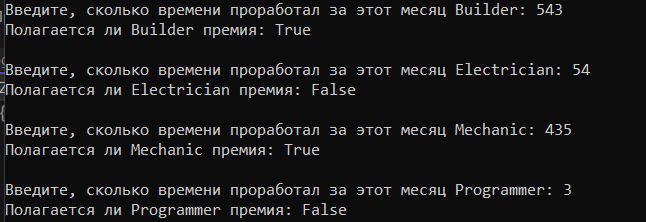 Введите, сколько времени проработал за этот месяц Builder: 543
Полагается ли Builder премия: True
Введите, сколько времени проработал за этот месяц Electrician: 54
Полагается ли Electrician премия: False
Введите, сколько времени проработал за этот месяц Mechanic: 435
Полагается ли Mechanic премия: True
Введите, сколько времени проработал за этот месяц Programmer: 3
Полагается ли Programmer премия: False